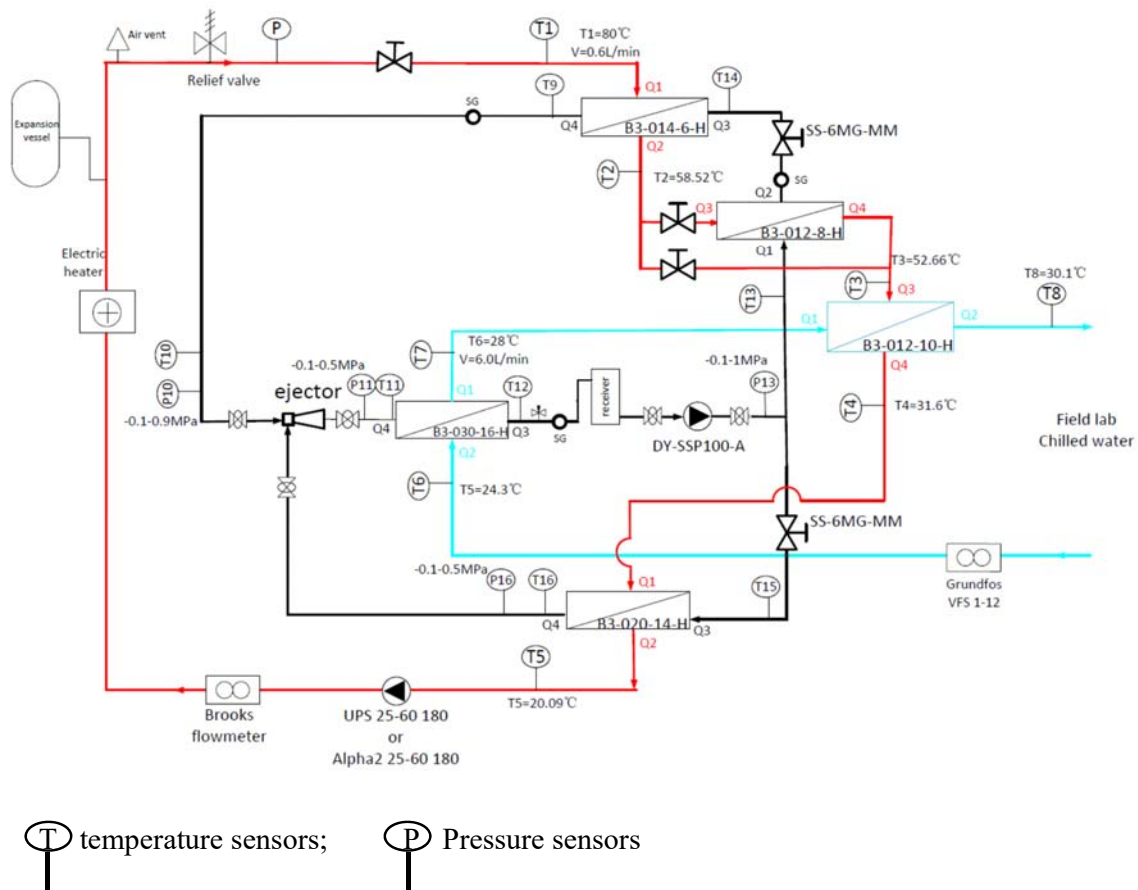 Air vent
P
T1
T1=80℃
V=0.6L/min
Relief valve
T9
Q1
T14
Expansion
vessel
SG
Q4
B3-014-6-H
Q3
SS-6MG-MM
Q2
T2
T2=58.52℃
Q2
SG
Q3
Q4
B3-012-8-H
Q1
Electric
heater
T3=52.66℃
T8=30.1℃
T3
Q3
T8
T13
Q1
Q2
B3-012-10-H
Q4
T6=28℃
V=6.0L/min
T7
T10
P10
-0.1-0.5MPa
-0.1-1MPa
ejector
P11
T11
Q1
T12
receiver
P13
T4
T4=31.6℃
-0.1-0.9MPa
Q4
B3-030-16-H
Q3
SG
Q2
DY-SSP100-A
Field lab
Chilled water
T6
T5=24.3℃
SS-6MG-MM
-0.1-0.5MPa
P16
T16
Q1
T15
Grundfos
VFS 1-12
Q4
B3-020-14-H
Q3
Q2
T5
T5=20.09℃
Brooks
flowmeter
UPS 25-60 180
or
Alpha2 25-60 180
T temperature sensors; P Pressure sensors